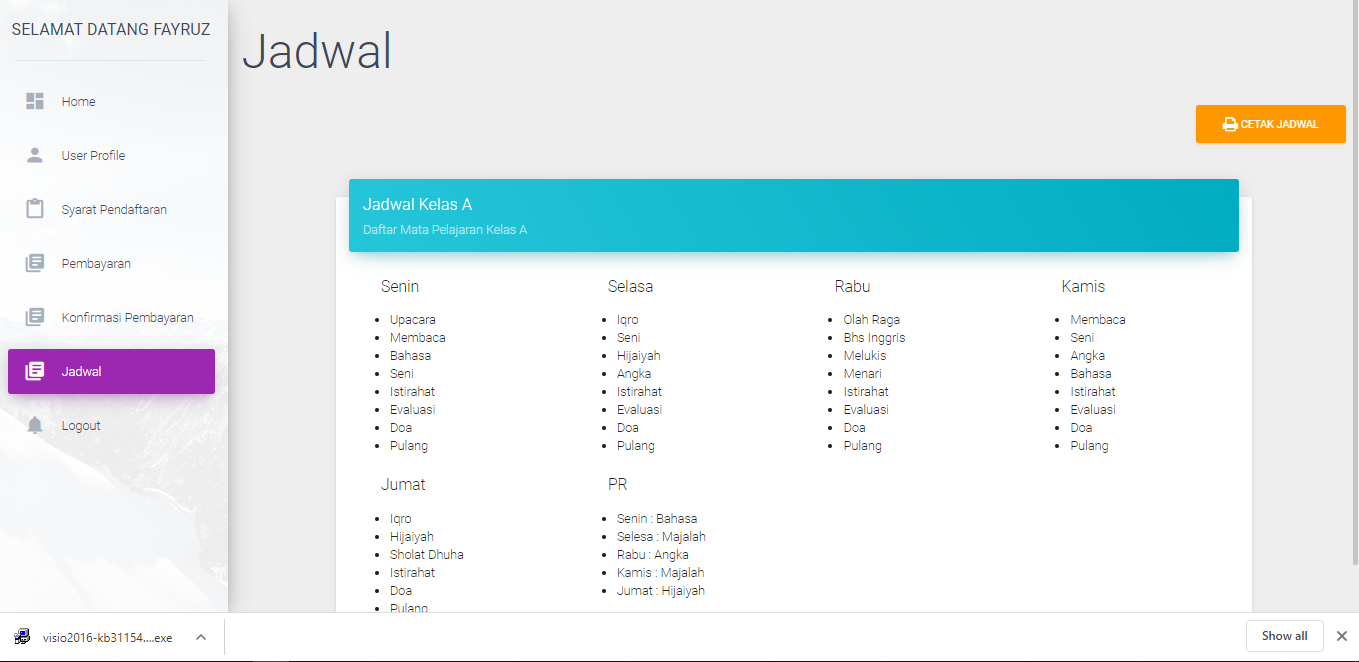 SELAMAT DATANG FAYRUZ
Home
User Profile
Syarat Pendaftaran
Pembayaran
Konfirmasi Pembayaran
Jadwal
Logout
Jadwal
CETAK JADWAL
Jadwal Kelas A
Daftar Mata Pelajaran Kelas A
Senin
Upacara
Membaca
Bahasa
Seni
Istirahat
Evaluasi
Doa
Pulang
Selasa
Iqro
Seni
Hijaiyah
Angka
Istirahat
Evaluasi
Doa
Pulang
Rabu
Olah Raga
Bhs Inggris
Melukis
Menari
Istirahat
Evaluasi
Doa
Pulang
Kamis
Membaca
Seni
Angka
Bahasa
Istirahat
Evaluasi
Doa
Pulang
Jumat
Iqro
Hijaiyah
Sholat Dhuha
Istirahat
Doa
Pulang
PR
Senin : Bahasa
Selesa : Majalah
Rabu : Angka
Kamis : Majalah
Jumat : Hijaiyah
visio2016-kb31154....exe
Show all